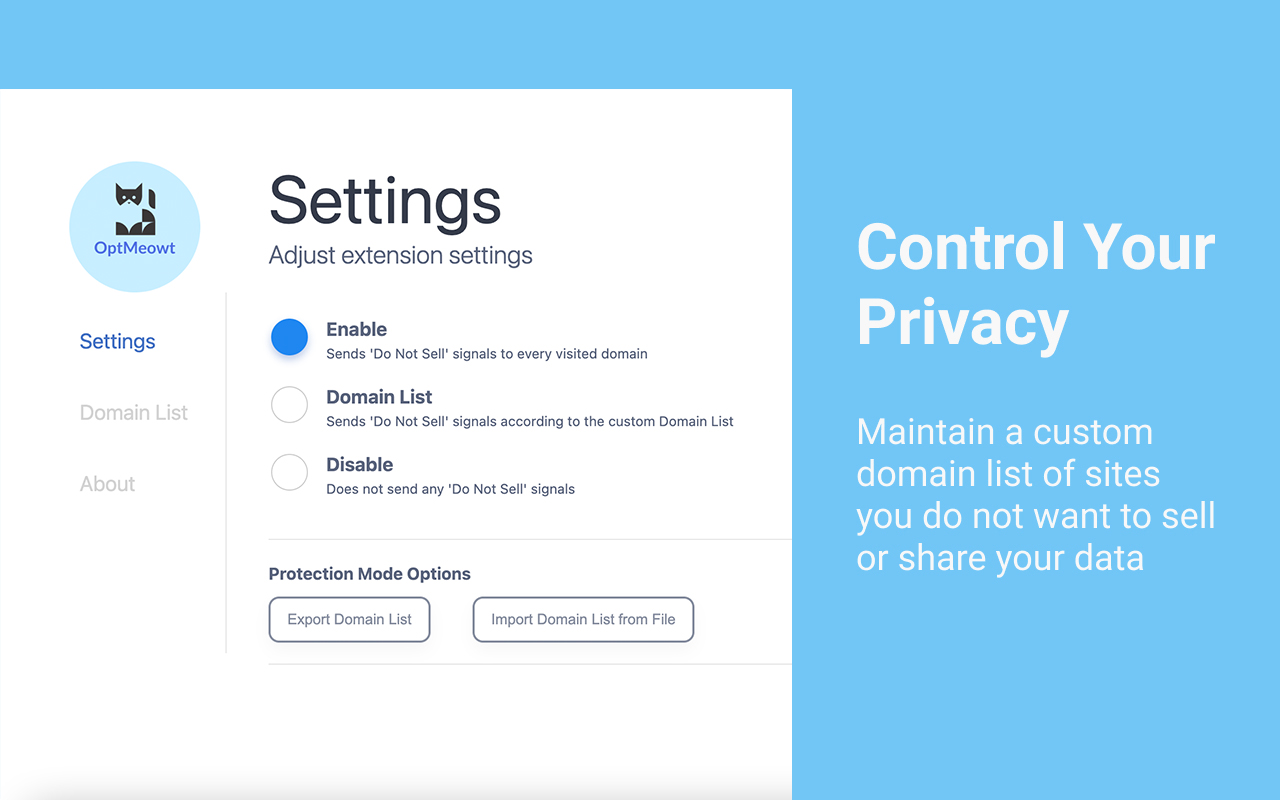 OptMeowt
Settings
Domain List
About
Settings
Adjust extension settings
Enable
Sends 'Do Not Sell' signals to every visited domain
Domain List
Sends 'Do Not Sell' signals according to the custom Domain List
Disable
Does not send any 'Do Not Sell' signals
Protection Mode Options
Export Domain List
Import Domain List from File
Control Your
Privacy
Maintain a custom
domain list of sites
you do not want to sell
or share your data